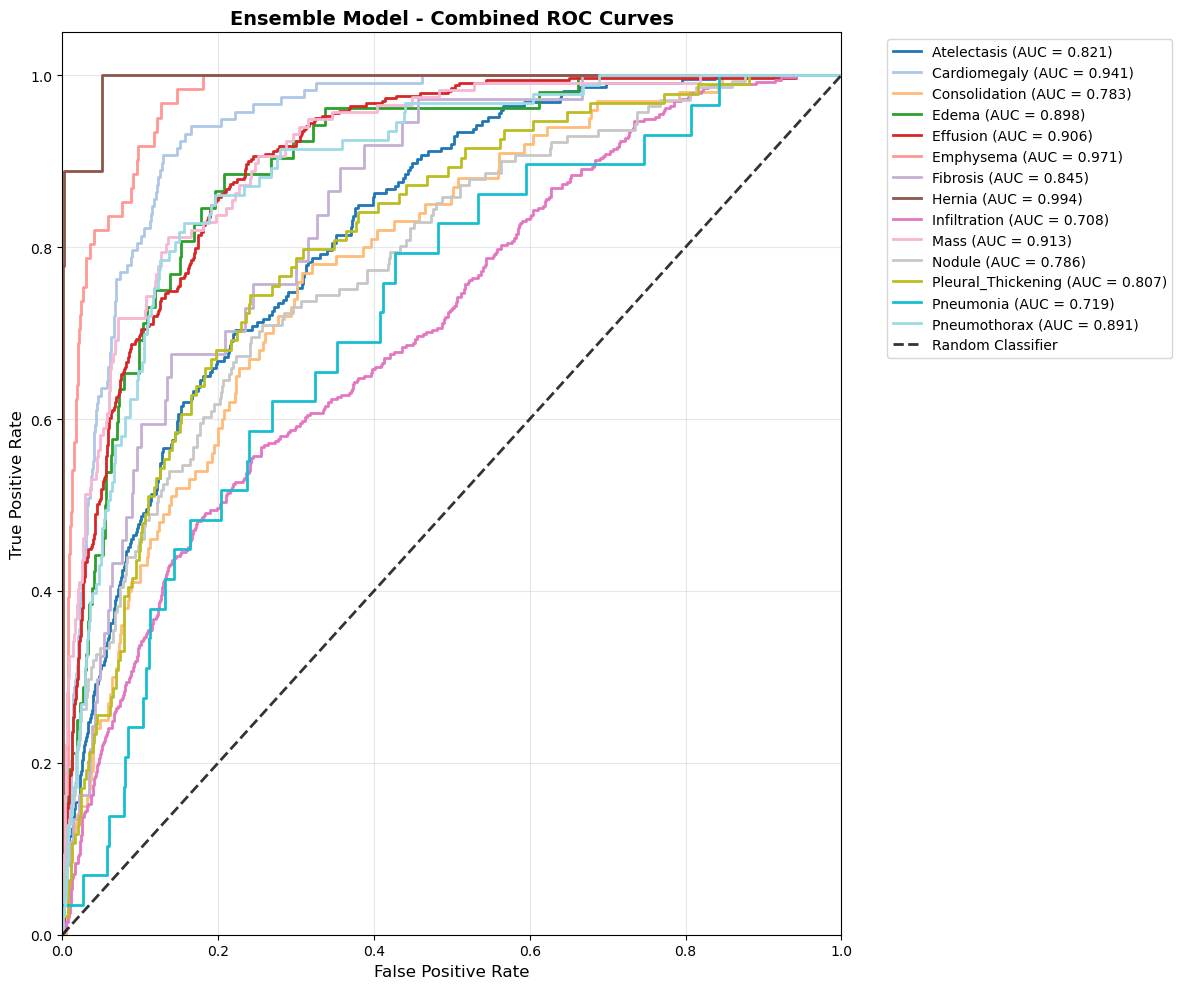 Ensemble Model - Combined ROC Curves
True Positive Rate
1.0
0.8
0.6
0.4
0.2
0.0
0.0 0.2 0.4 0.6 0.8 1.0
False Positive Rate
Atelectasis (AUC = 0.821)
Cardiomegaly (AUC = 0.941)
Consolidation (AUC = 0.783)
Edema (AUC = 0.898)
Effusion (AUC = 0.906)
Emphysema (AUC = 0.971)
Fibrosis (AUC = 0.845)
Hernia (AUC = 0.994)
Infiltration (AUC = 0.708)
Mass (AUC = 0.913)
Nodule (AUC = 0.786)
Pleural_Thickening (AUC = 0.807)
Pneumonia (AUC = 0.719)
Pneumothorax (AUC = 0.891)
Random Classifier